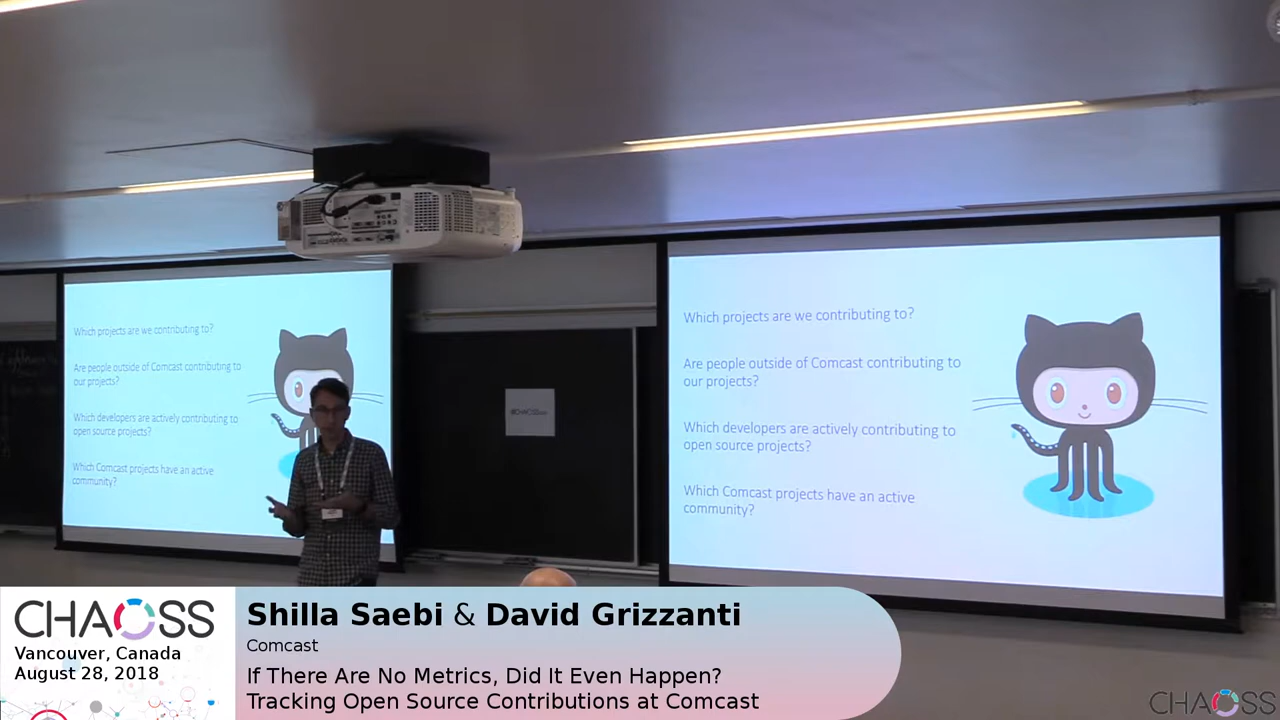 Which projects are we contributing to?
Are people outside of Comcast contributing to
our projects?
Which developers are actively contributing to
open source projects?
Which Comcast projects have an active
community?
Which projects are we contributing to?
Are people outside of Comcast contributing to
our projects?
Which developers are actively contributing to
open source projects?
Which Comcast projects have an active
community?
CHAOSS
Vancouver, Canada
August 28, 2018
Shilla Saebi & David Grizzanti
Comcast
If There Are No Metrics, Did It Even Happen?
Tracking Open Source Contributions at Comcast
CHAOSS